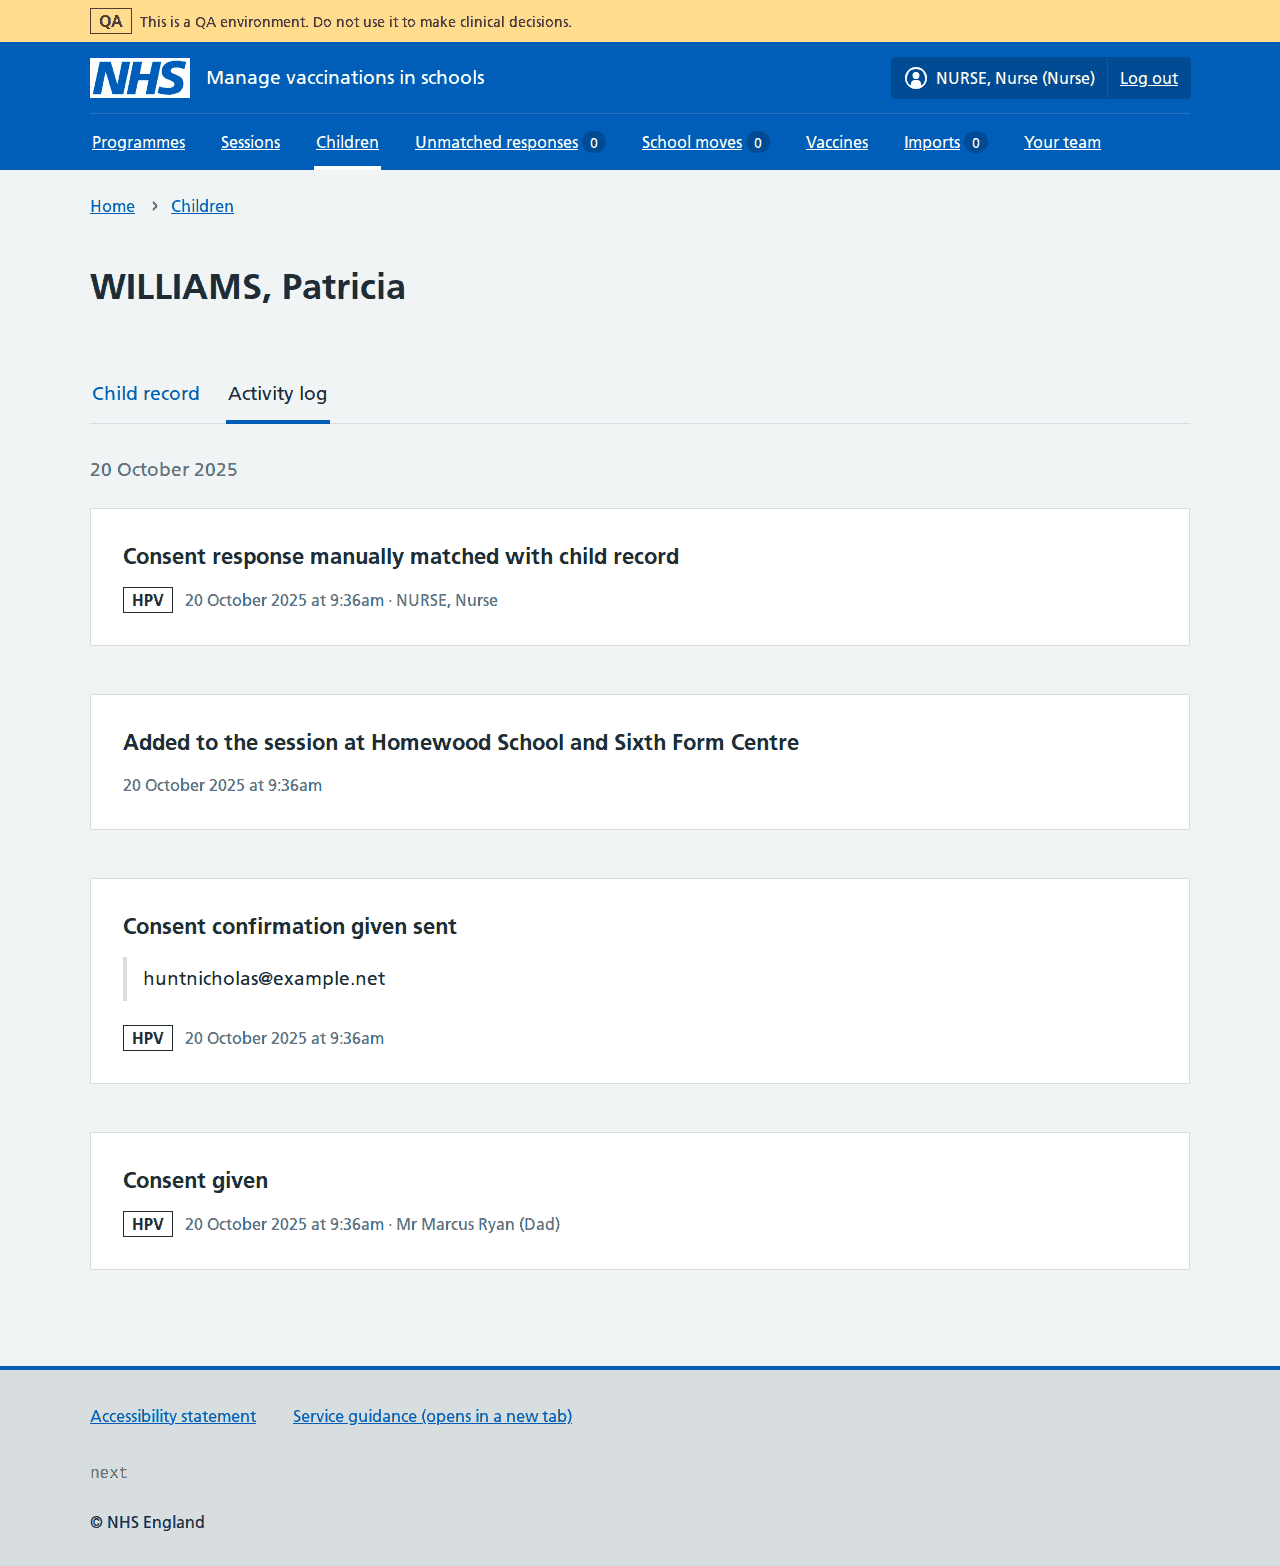 QA This is a QA environment. Do not use it to make clinical decisions.
NHS Manage vaccinations in schools NURSE, Nurse (Nurse) Log out
Programmes Sessions Children Unmatched responses 0 School moves 0 Vaccines Imports 0 Your team
Home › Children
WILLIAMS, Patricia
Child record Activity log
20 October 2025
Consent response manually matched with child record
HPV 20 October 2025 at 9:36am · NURSE, Nurse
Added to the session at Homewood School and Sixth Form Centre
20 October 2025 at 9:36am
Consent confirmation given sent
huntnicholas@example.net
HPV 20 October 2025 at 9:36am
Consent given
HPV 20 October 2025 at 9:36am · Mr Marcus Ryan (Dad)
Accessibility statement Service guidance (opens in a new tab)
next
© NHS England